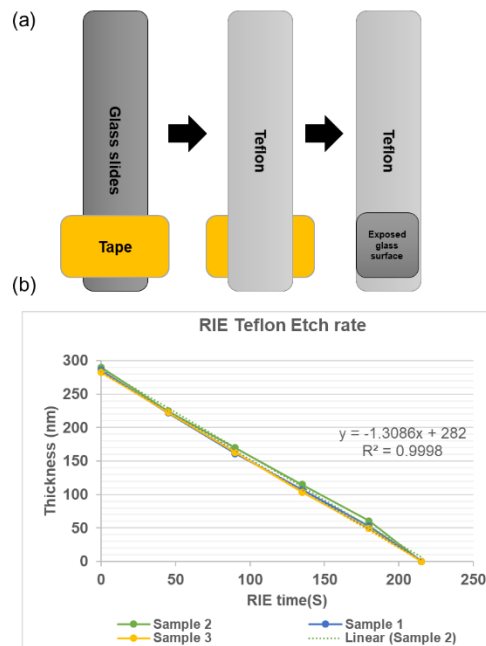 (a)
Glass slides
Teflon
Teflon
Tape
Exposed
glass
surface
(b)
RIE Teflon Etch rate
Thickness (nm)
300
250
200
150
100
50
0
y = -1.3086x + 282
R² = 0.9998
0 50 100 150 200 250
RIE time(S)
Sample 2 Sample 1
Sample 3 Linear (Sample 2)